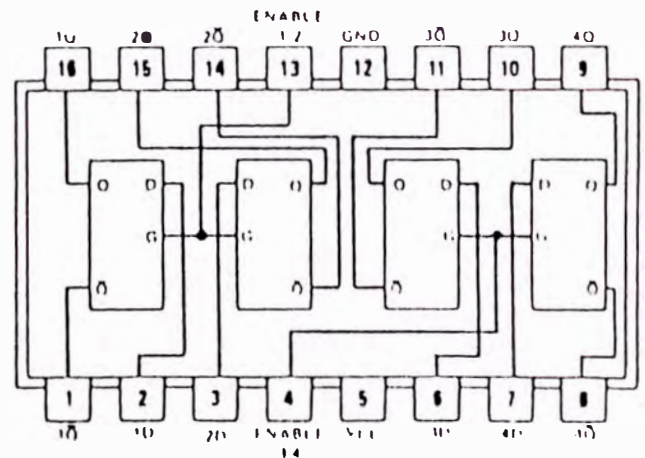 ENABLE
1Q 2Q 2Q̄ 1-2 GND 3Q̄ 3Q 4Q
16 15 14 13 12 11 10 9
Q D D Q Q D D Q
G G G G
Q̄ Q̄ Q̄ Q̄
1 2 3 4 5 6 7 8
1Q̄ 1D 2D ENABLE VCC 3D 4D 4Q̄
3-4